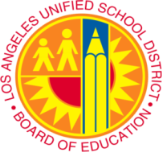 LOS ANGELES UNIFIED SCHOOL DISTRICT
• BOARD OF EDUCATION •